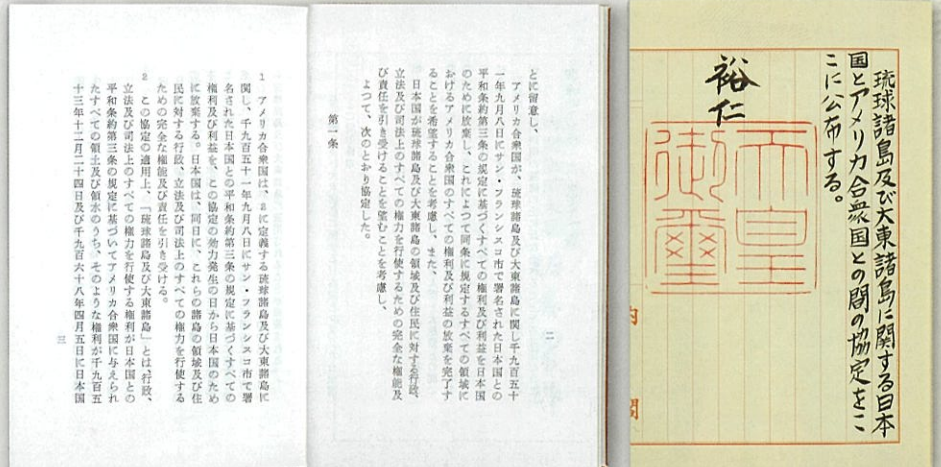 琉球諸島及び大東諸島に関する日本
国とアメリカ合衆国との間の協定をこ
こに公布する。
裕仁
天皇
御璽
内閣
とに留意し、
アメリカ合衆国が、琉球諸島及び大東諸島に関し千九百五十
一年九月八日にサン・フランシスコ市で署名された日本国との
平和条約第三条の規定に基づくすべての権利及び利益を日本国
のために放棄し、これによつて同条に規定するすべての領域に
おけるアメリカ合衆国のすべての権利及び利益の放棄を完了す
ることを希望することを考慮し、また、
日本国が琉球諸島及び大東諸島の領域及び住民に対する行政、
立法及び司法上のすべての権力を行使するための完全な権能及
び責任を引き受けることを望むことを考慮し、
よつて、次のとおり協定した。
第一条
二
1 アメリカ合衆国は、2に定義する琉球諸島及び大東諸島に
関し、千九百五十一年九月八日にサン・フランシスコ市で署
名された日本国との平和条約第三条の規定に基づくすべての
権利及び利益を、この協定の効力発生の日から日本国のため
に放棄する。日本国は、同日に、これらの諸島の領域及び住
民に対する行政、立法及び司法上のすべての権力を行使する
ための完全な権能及び責任を引き受ける。
2 この協定の適用上、「琉球諸島及び大東諸島」とは、行政、
立法及び司法上のすべての権力を行使する権利が日本国との
平和条約第三条の規定に基づいてアメリカ合衆国に与えられ
たすべての領土及び領水のうち、そのような権利が千九百五
十三年十二月二十四日及び千九百六十八年四月五日に日本国
三